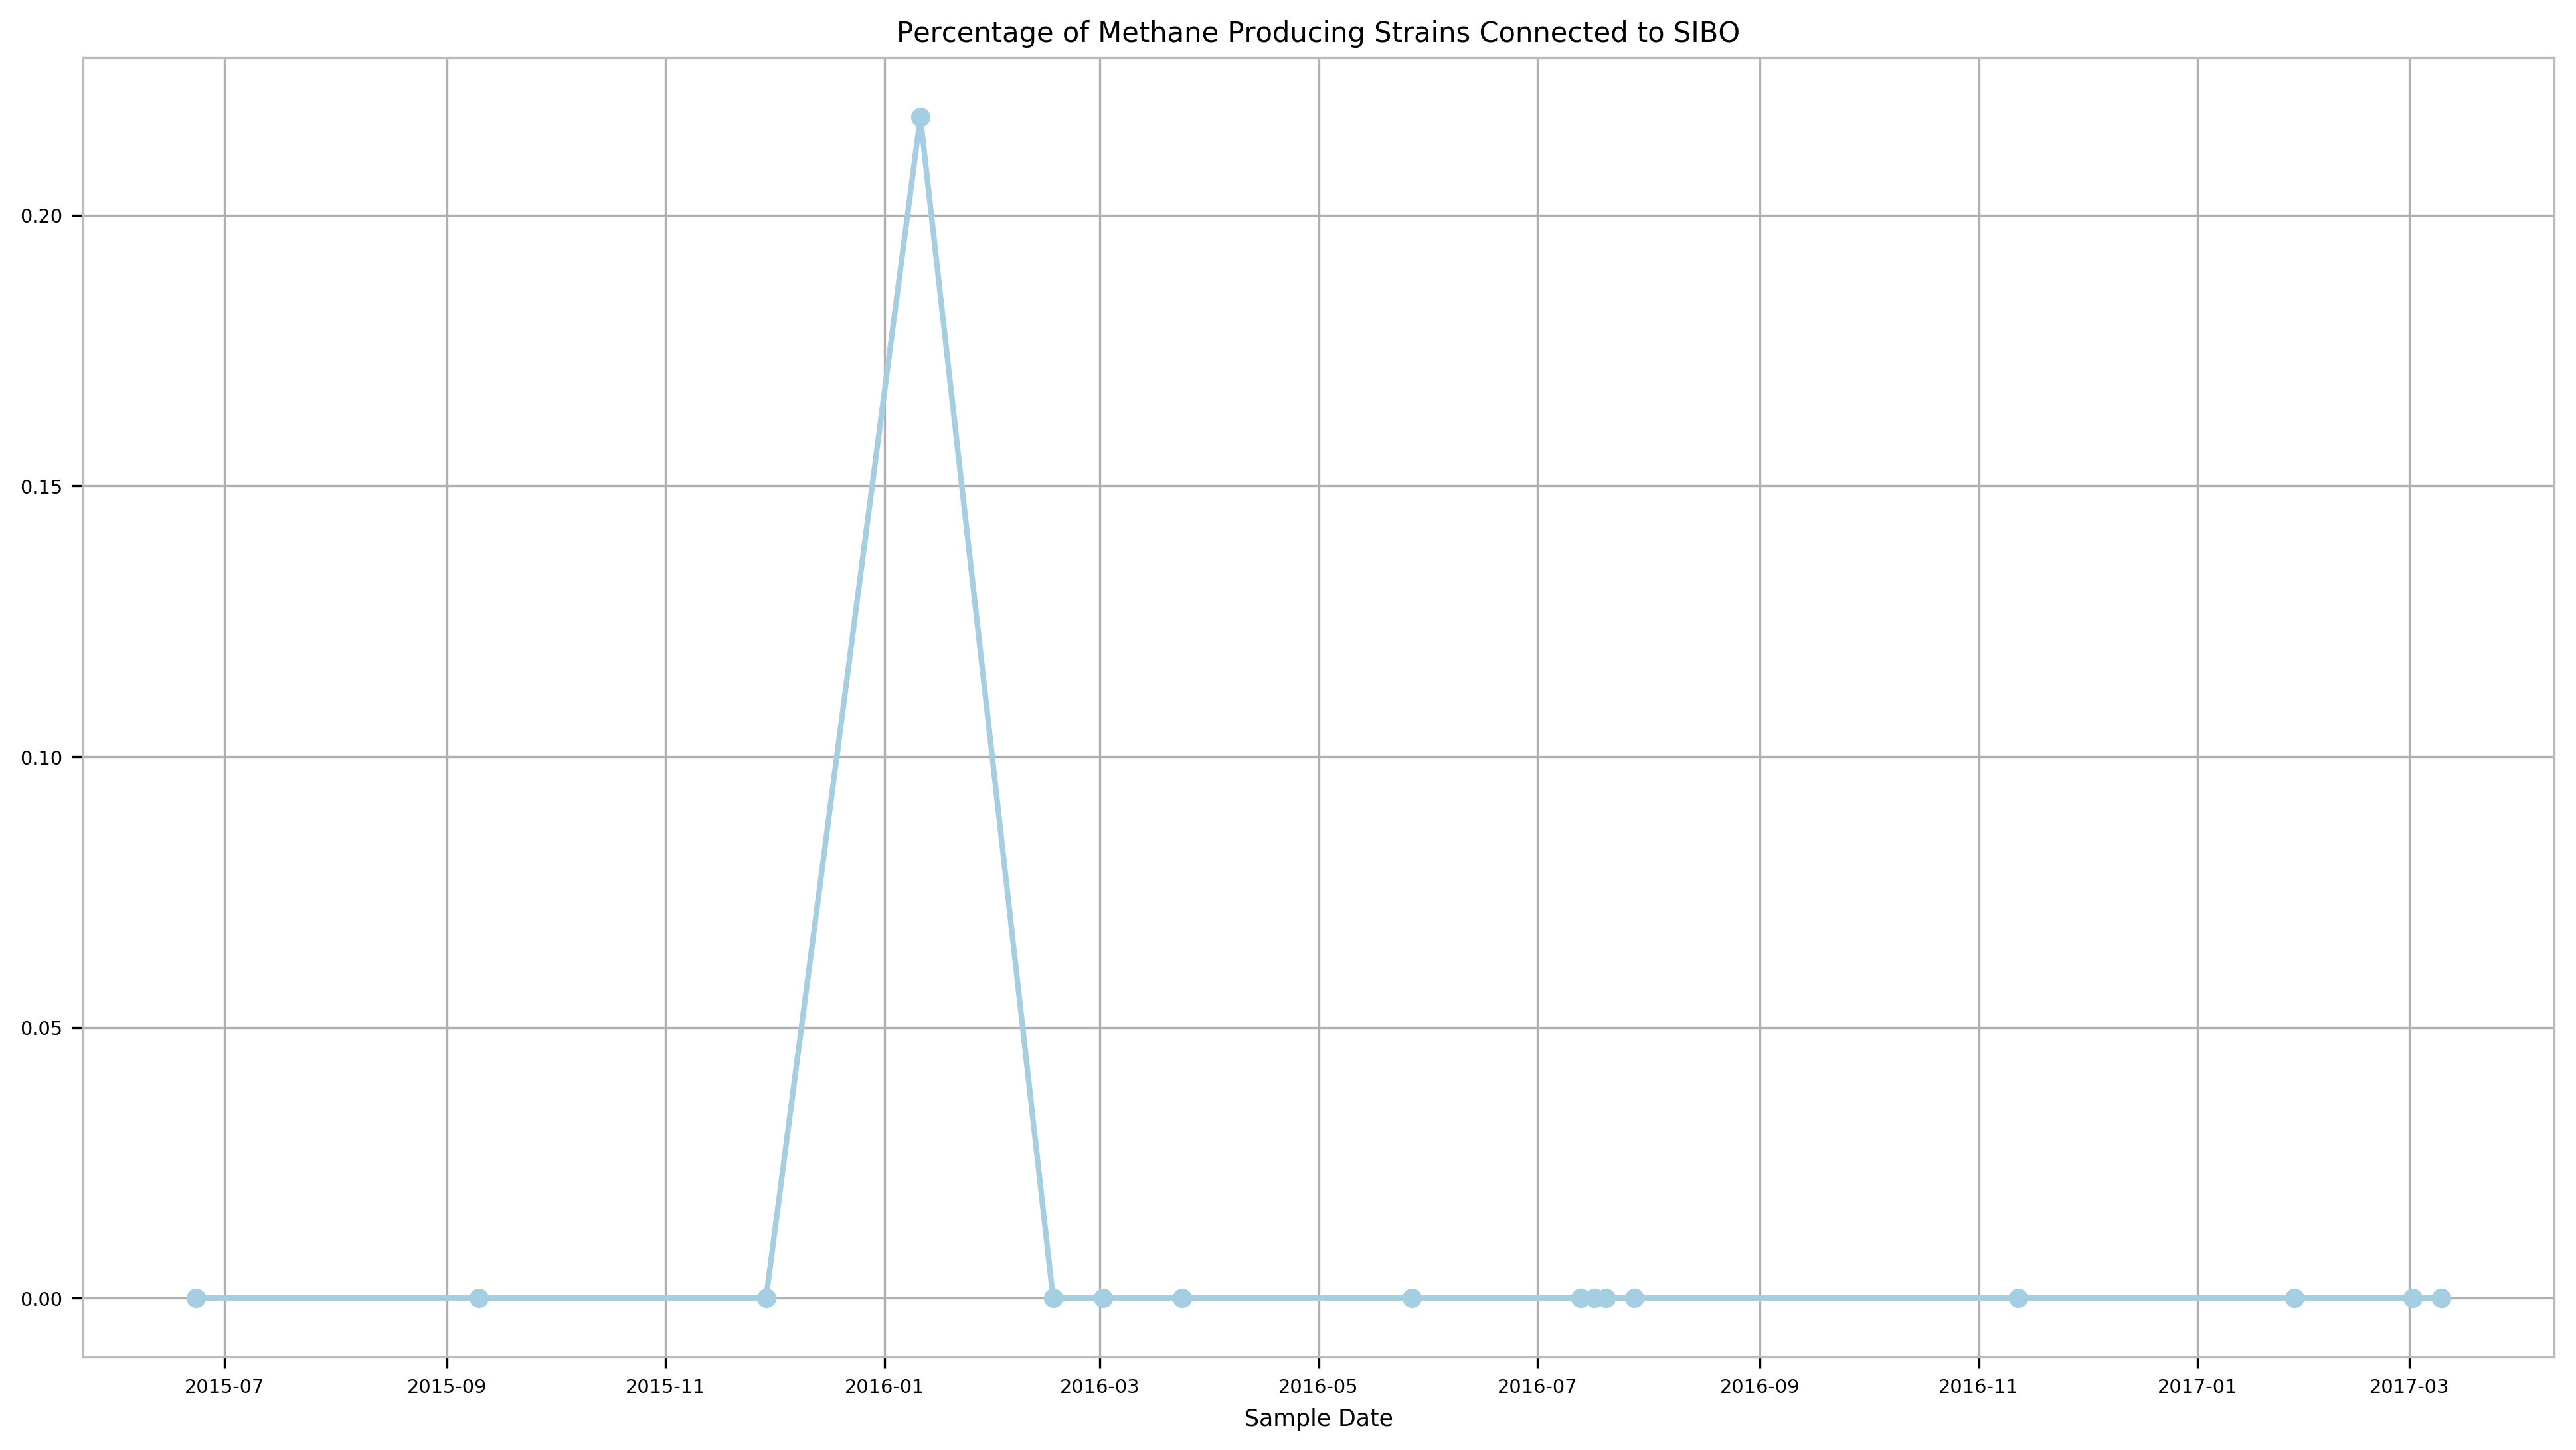 Percentage of Methane Producing Strains Connected to SIBO
0.20
0.15
0.10
0.05
0.00
2015-07 2015-09 2015-11 2016-01 2016-03 2016-05 2016-07 2016-09 2016-11 2017-01 2017-03
Sample Date